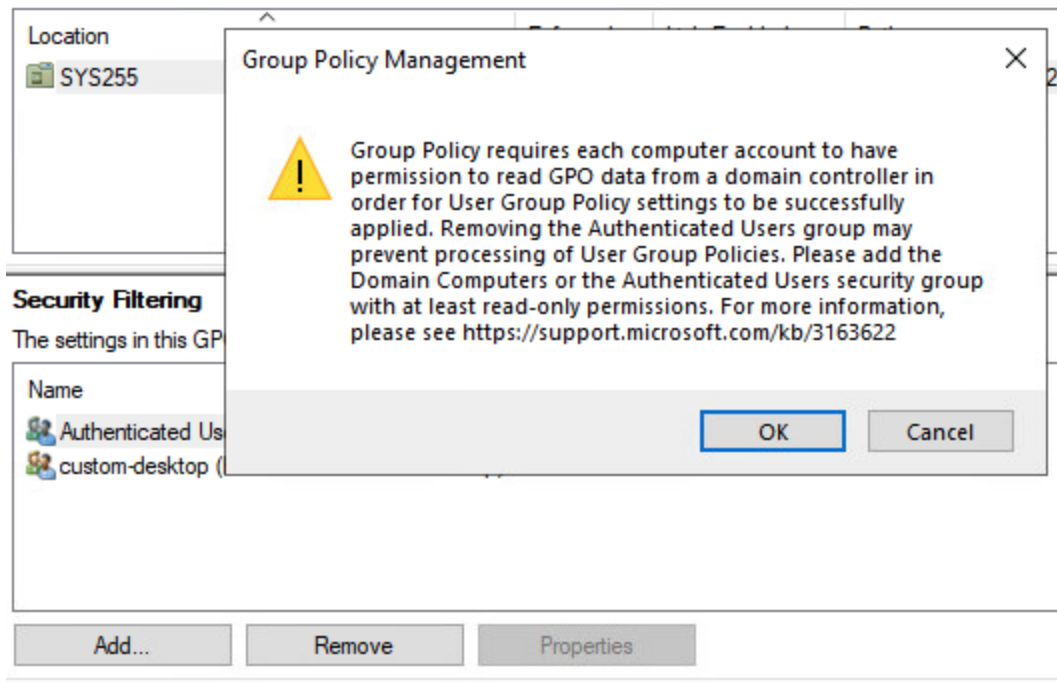 Location
SYS255
Group Policy Management
Group Policy requires each computer account to have
permission to read GPO data from a domain controller in
order for User Group Policy settings to be successfully
applied. Removing the Authenticated Users group may
prevent processing of User Group Policies. Please add the
Domain Computers or the Authenticated Users security group
with at least read-only permissions. For more information,
please see https://support.microsoft.com/kb/3163622
OK Cancel
Security Filtering
The settings in this
Name
Authenticated
custom-desktop
Add... Remove Properties